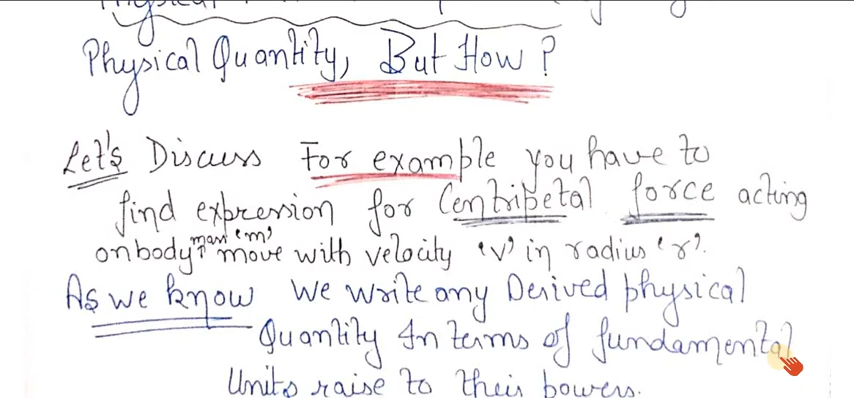 Physical Quantity, But How ?
Let's Discuss For example you have to
find expression for Centripetal force acting
on body mass 'm' move with velocity 'v' in radius 'r'.
As we know We write any Derived physical
Quantity In terms of fundamental
Units raise to their powers.